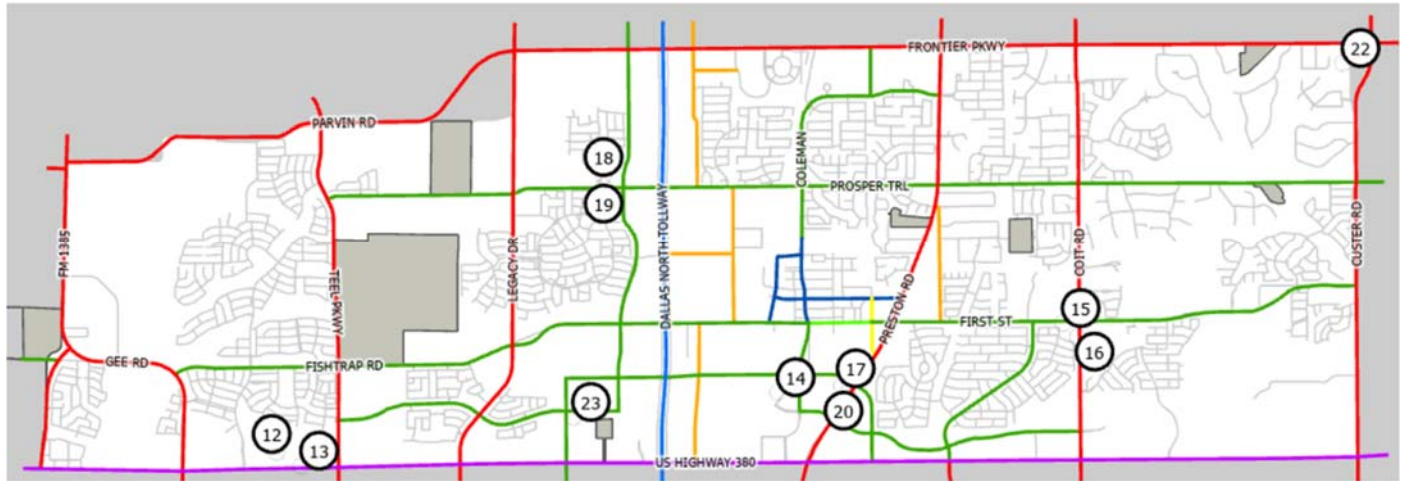 FRONTIER PKWY
22
PARVIN RD
18
COLEMAN
PROSPER TRL
19
DALLAS NORTH TOLLWAY
FM 1385
TEEL PKWY
LEGACY DR
PRESTON RD
COIT RD
CUSTER RD
15
FIRST ST
16
GEE RD
FISHTRAP RD
14
17
23
20
12
13
US HIGHWAY 380